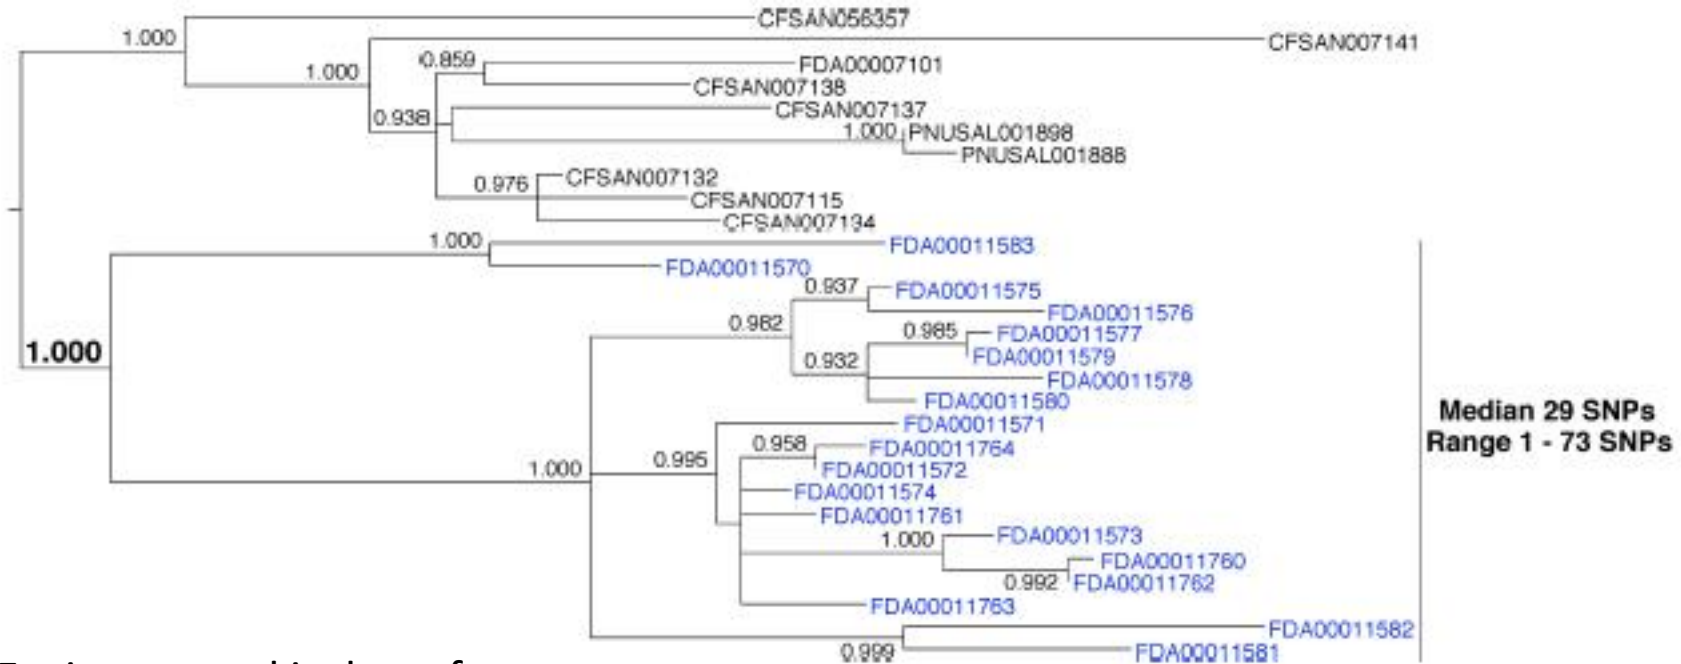 CFSAN056357
1.000
CFSAN007141
1.000
0.859
FDA00007101
CFSAN007138
CFSAN007137
0.938
1.000
PNUSAL001898
PNUSAL001888
CFSAN007132
0.976
CFSAN007115
CFSAN007134
1.000
FDA00011583
FDA00011570
0.937
FDA00011575
FDA00011576
0.982
0.985
FDA00011577
1.000
0.932
FDA00011579
FDA00011578
FDA00011580
Median 29 SNPs
FDA00011571
Range 1 - 73 SNPs
0.958
FDA00011764
0.995
1.000
FDA00011572
FDA00011574
FDA00011761
FDA00011573
1.000
FDA00011760
0.992
FDA00011762
FDA00011763
FDA00011582
0.999
FDA00011581